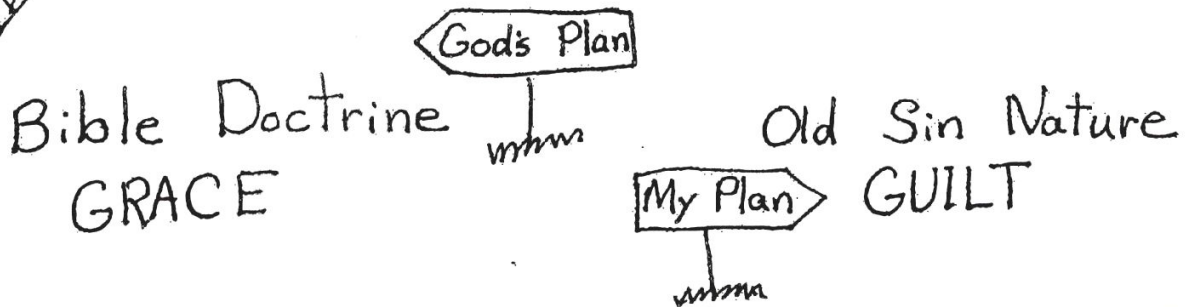 God's Plan
Bible Doctrine
GRACE
Old Sin Nature
My Plan
GUILT